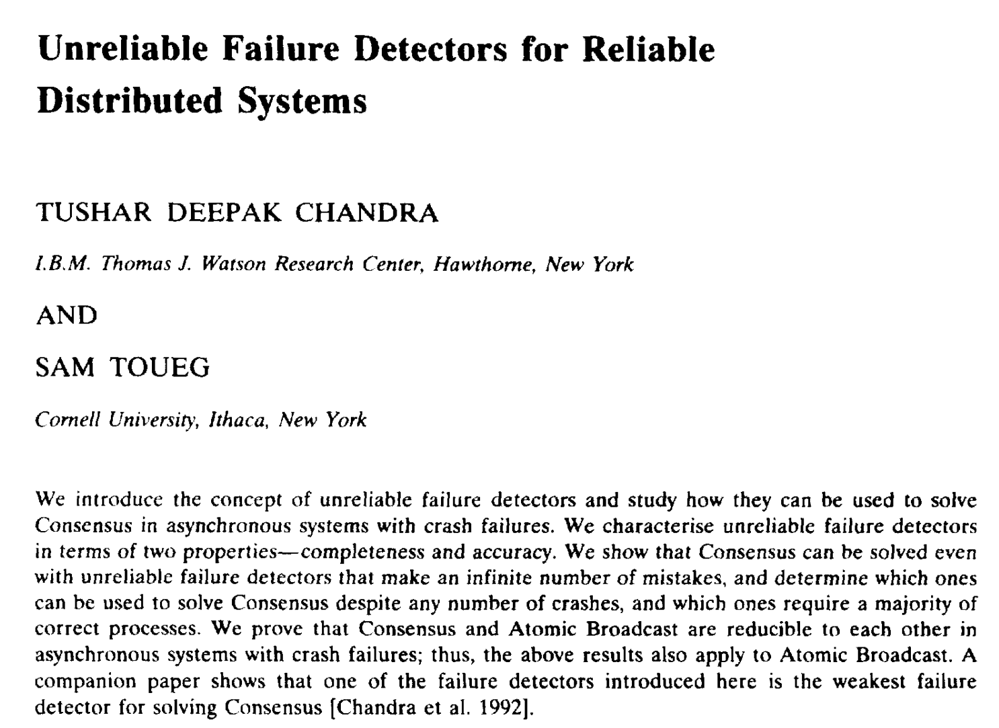 Unreliable Failure Detectors for Reliable
Distributed Systems
TUSHAR DEEPAK CHANDRA
I.B.M. Thomas J. Watson Research Center, Hawthorne, New York
AND
SAM TOUEG
Cornell University, Ithaca, New York
We introduce the concept of unreliable failure detectors and study how they can be used to solve
Consensus in asynchronous systems with crash failures. We characterise unreliable failure detectors
in terms of two properties—completeness and accuracy. We show that Consensus can be solved even
with unreliable failure detectors that make an infinite number of mistakes, and determine which ones
can be used to solve Consensus despite any number of crashes, and which ones require a majority of
correct processes. We prove that Consensus and Atomic Broadcast are reducible to each other in
asynchronous systems with crash failures; thus, the above results also apply to Atomic Broadcast. A
companion paper shows that one of the failure detectors introduced here is the weakest failure
detector for solving Consensus [Chandra et al. 1992].